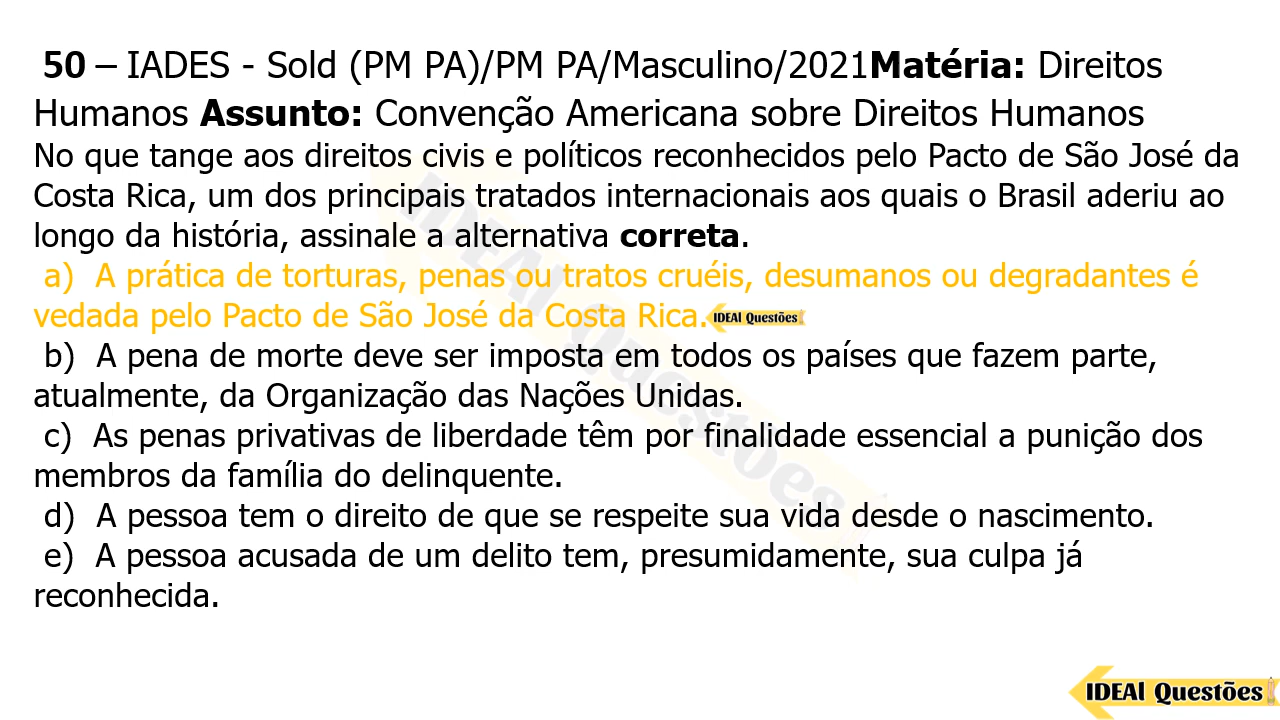 50 – IADES - Sold (PM PA)/PM PA/Masculino/2021Matéria: Direitos
Humanos Assunto: Convenção Americana sobre Direitos Humanos
No que tange aos direitos civis e políticos reconhecidos pelo Pacto de São José da
Costa Rica, um dos principais tratados internacionais aos quais o Brasil aderiu ao
longo da história, assinale a alternativa correta.
a) A prática de torturas, penas ou tratos cruéis, desumanos ou degradantes é
vedada pelo Pacto de São José da Costa Rica. IDEAl Questões
b) A pena de morte deve ser imposta em todos os países que fazem parte,
atualmente, da Organização das Nações Unidas.
c) As penas privativas de liberdade têm por finalidade essencial a punição dos
membros da família do delinquente.
d) A pessoa tem o direito de que se respeite sua vida desde o nascimento.
e) A pessoa acusada de um delito tem, presumidamente, sua culpa já
reconhecida.
IDEAl Questões
IDEAl Questões